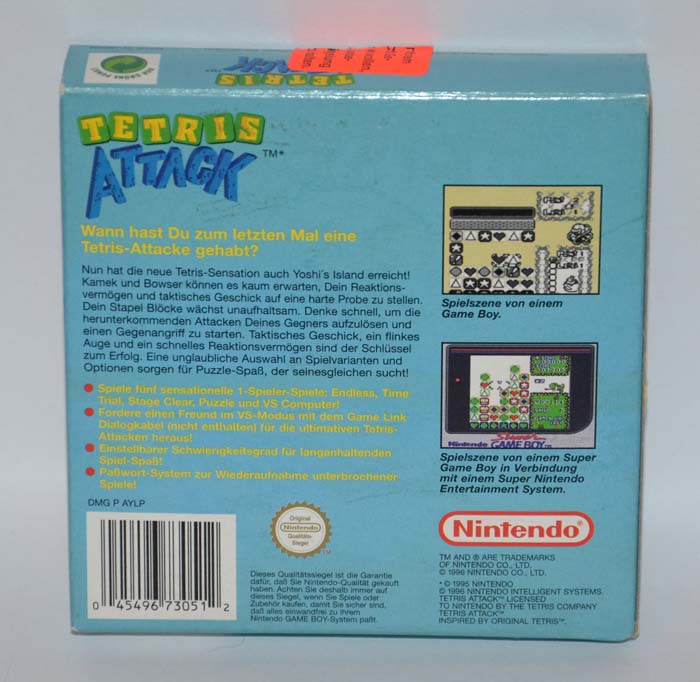 DER GRÜNE PUNKT
TETRIS
ATTACK
TETRIS
ATTACK
TM*
Wann hast Du zum letzten Mal eine
Tetris-Attacke gehabt?
Nun hat die neue Tetris-Sensation auch Yoshi's Island erreicht!
Kamek und Bowser können es kaum erwarten, Dein Reaktions-
vermögen und taktisches Geschick auf eine harte Probe zu stellen.
Dein Stapel Blöcke wächst unaufhaltsam. Denke schnell, um die
herunterkommenden Attacken Deines Gegners aufzulösen und
einen Gegenangriff zu starten. Taktisches Geschick, ein flinkes
Auge und ein schnelles Reaktionsvermögen sind der Schlüssel
zum Erfolg. Eine unglaubliche Auswahl an Spielvarianten und
Optionen sorgen für Puzzle-Spaß, der seinesgleichen sucht!
Spiele fünf sensationelle 1-Spieler-Spiele: Endless, Time
Trial, Stage Clear, Puzzle und VS Computer!
Fordere einen Freund im VS-Modus mit dem Game Link
Dialogkabel (nicht enthalten) für die ultimativen Tetris-
Attacken heraus!
Einstellbarer Schwierigkeitsgrad für langanhaltenden
Spiel-Spaß!
Paßwort-System zur Wiederaufnahme unterbrochener
Spiele!
DMG P AYLP
0 45496 73051 2
Original
Nintendo
Qualitäts-
Siegel
TM
Dieses Qualitätssiegel ist die Garantie
dafür, daß Sie Nintendo-Qualität gekauft
haben. Achten Sie deshalb immer auf
dieses Siegel, wenn Sie Spiele oder
Zubehör kaufen, damit Sie sicher sind,
daß alles einwandfrei zu Ihrem
Nintendo GAME BOY-System paßt.
Spielszene von einem
Game Boy.
Super
Nintendo GAME BOY
Spielszene von einem Super
Game Boy in Verbindung
mit einem Super Nintendo
Entertainment System.
Nintendo®
TM AND ® ARE TRADEMARKS
OF NINTENDO CO., LTD.
© 1996 NINTENDO CO., LTD.
* © 1995 NINTENDO
© 1996 NINTENDO INTELLIGENT SYSTEMS.
TETRIS ATTACK™ LICENSED
TO NINTENDO BY THE TETRIS COMPANY
TETRIS ATTACK™
INSPIRED BY ORIGINAL TETRIS™.